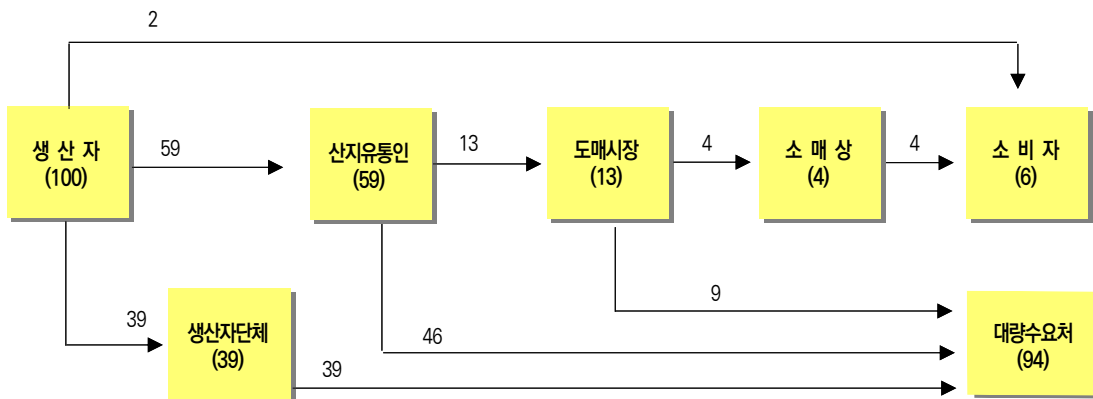 2
생 산 자
(100)
59
산지유통인
(59)
13
도매시장
(13)
4
소 매 상
(4)
4
소 비 자
(6)
39
생산자단체
(39)
39
46
9
대량수요처
(94)